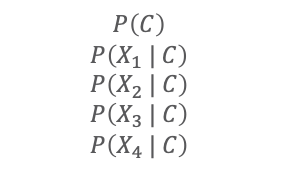 P(C)
P(X₁ | C)
P(X₂ | C)
P(X₃ | C)
P(X₄ | C)